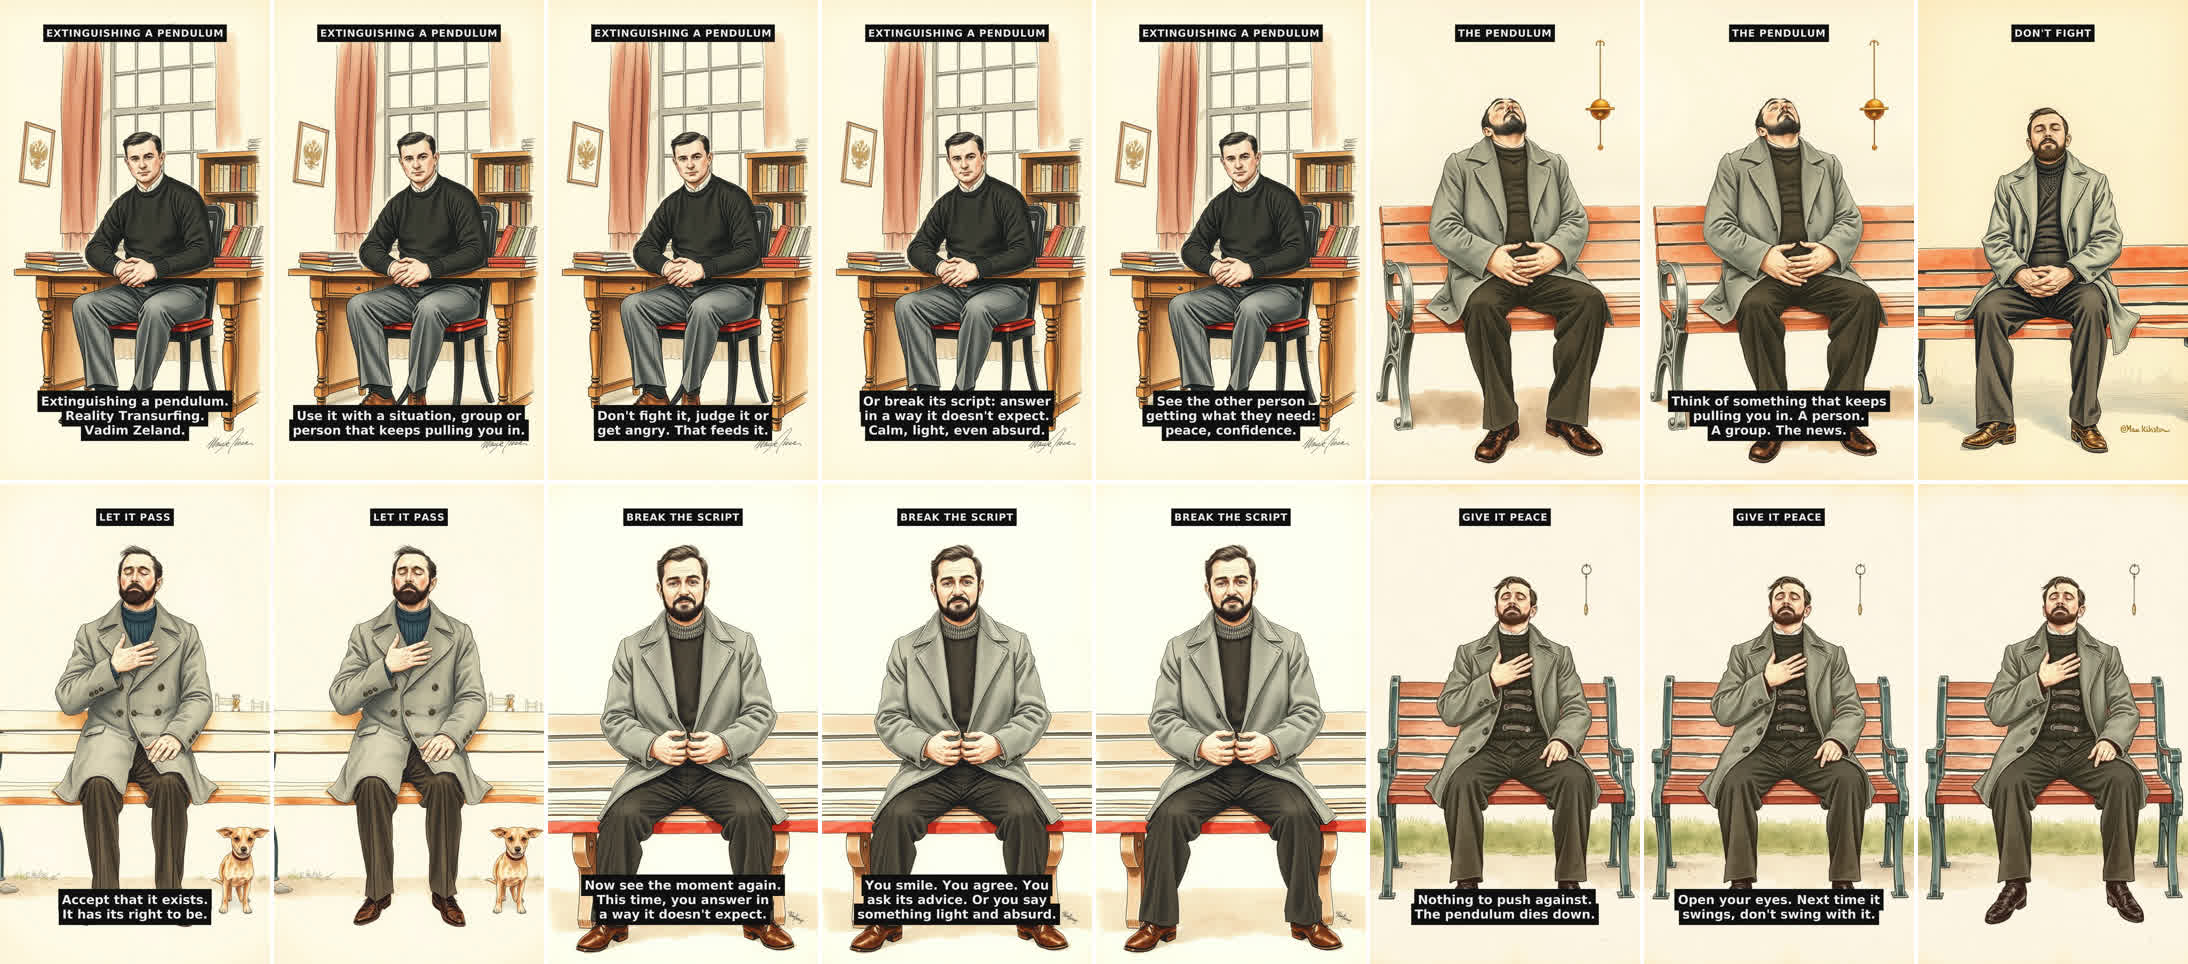 EXTINGUISHING A PENDULUM
Extinguishing a pendulum.
Reality Transurfing.
Vadim Zeland.
EXTINGUISHING A PENDULUM
Use it with a situation, group or
person that keeps pulling you in.
EXTINGUISHING A PENDULUM
Don't fight it, judge it or
get angry. That feeds it.
EXTINGUISHING A PENDULUM
Or break its script: answer
in a way it doesn't expect.
Calm, light, even absurd.
EXTINGUISHING A PENDULUM
See the other person
getting what they need:
peace, confidence.
THE PENDULUM
THE PENDULUM
Think of something that keeps
pulling you in. A person.
A group. The news.
DON'T FIGHT
LET IT PASS
Accept that it exists.
It has its right to be.
LET IT PASS
BREAK THE SCRIPT
Now see the moment again.
This time, you answer in
a way it doesn't expect.
BREAK THE SCRIPT
You smile. You agree. You
ask its advice. Or you say
something light and absurd.
BREAK THE SCRIPT
GIVE IT PEACE
Nothing to push against.
The pendulum dies down.
GIVE IT PEACE
Open your eyes. Next time it
swings, don't swing with it.